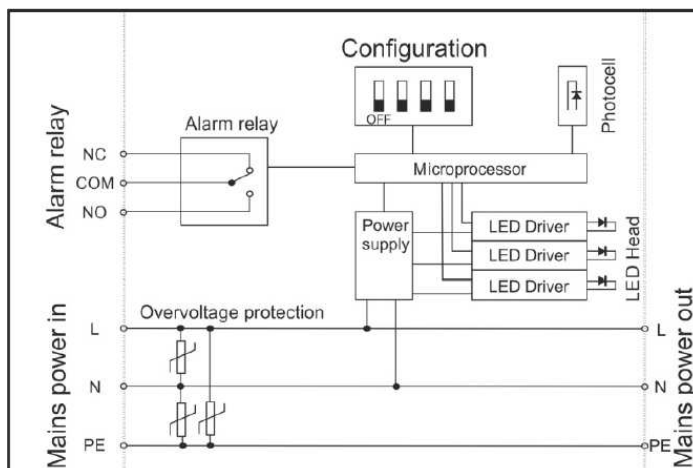 Configuration
OFF
Photocell
Alarm relay
Alarm relay
NC
COM
NO
Microprocessor
Power
supply
LED Driver
LED Driver
LED Driver
LED Head
Mains power in
Overvoltage protection
L
L
N
N
PE
PE
Mains power out